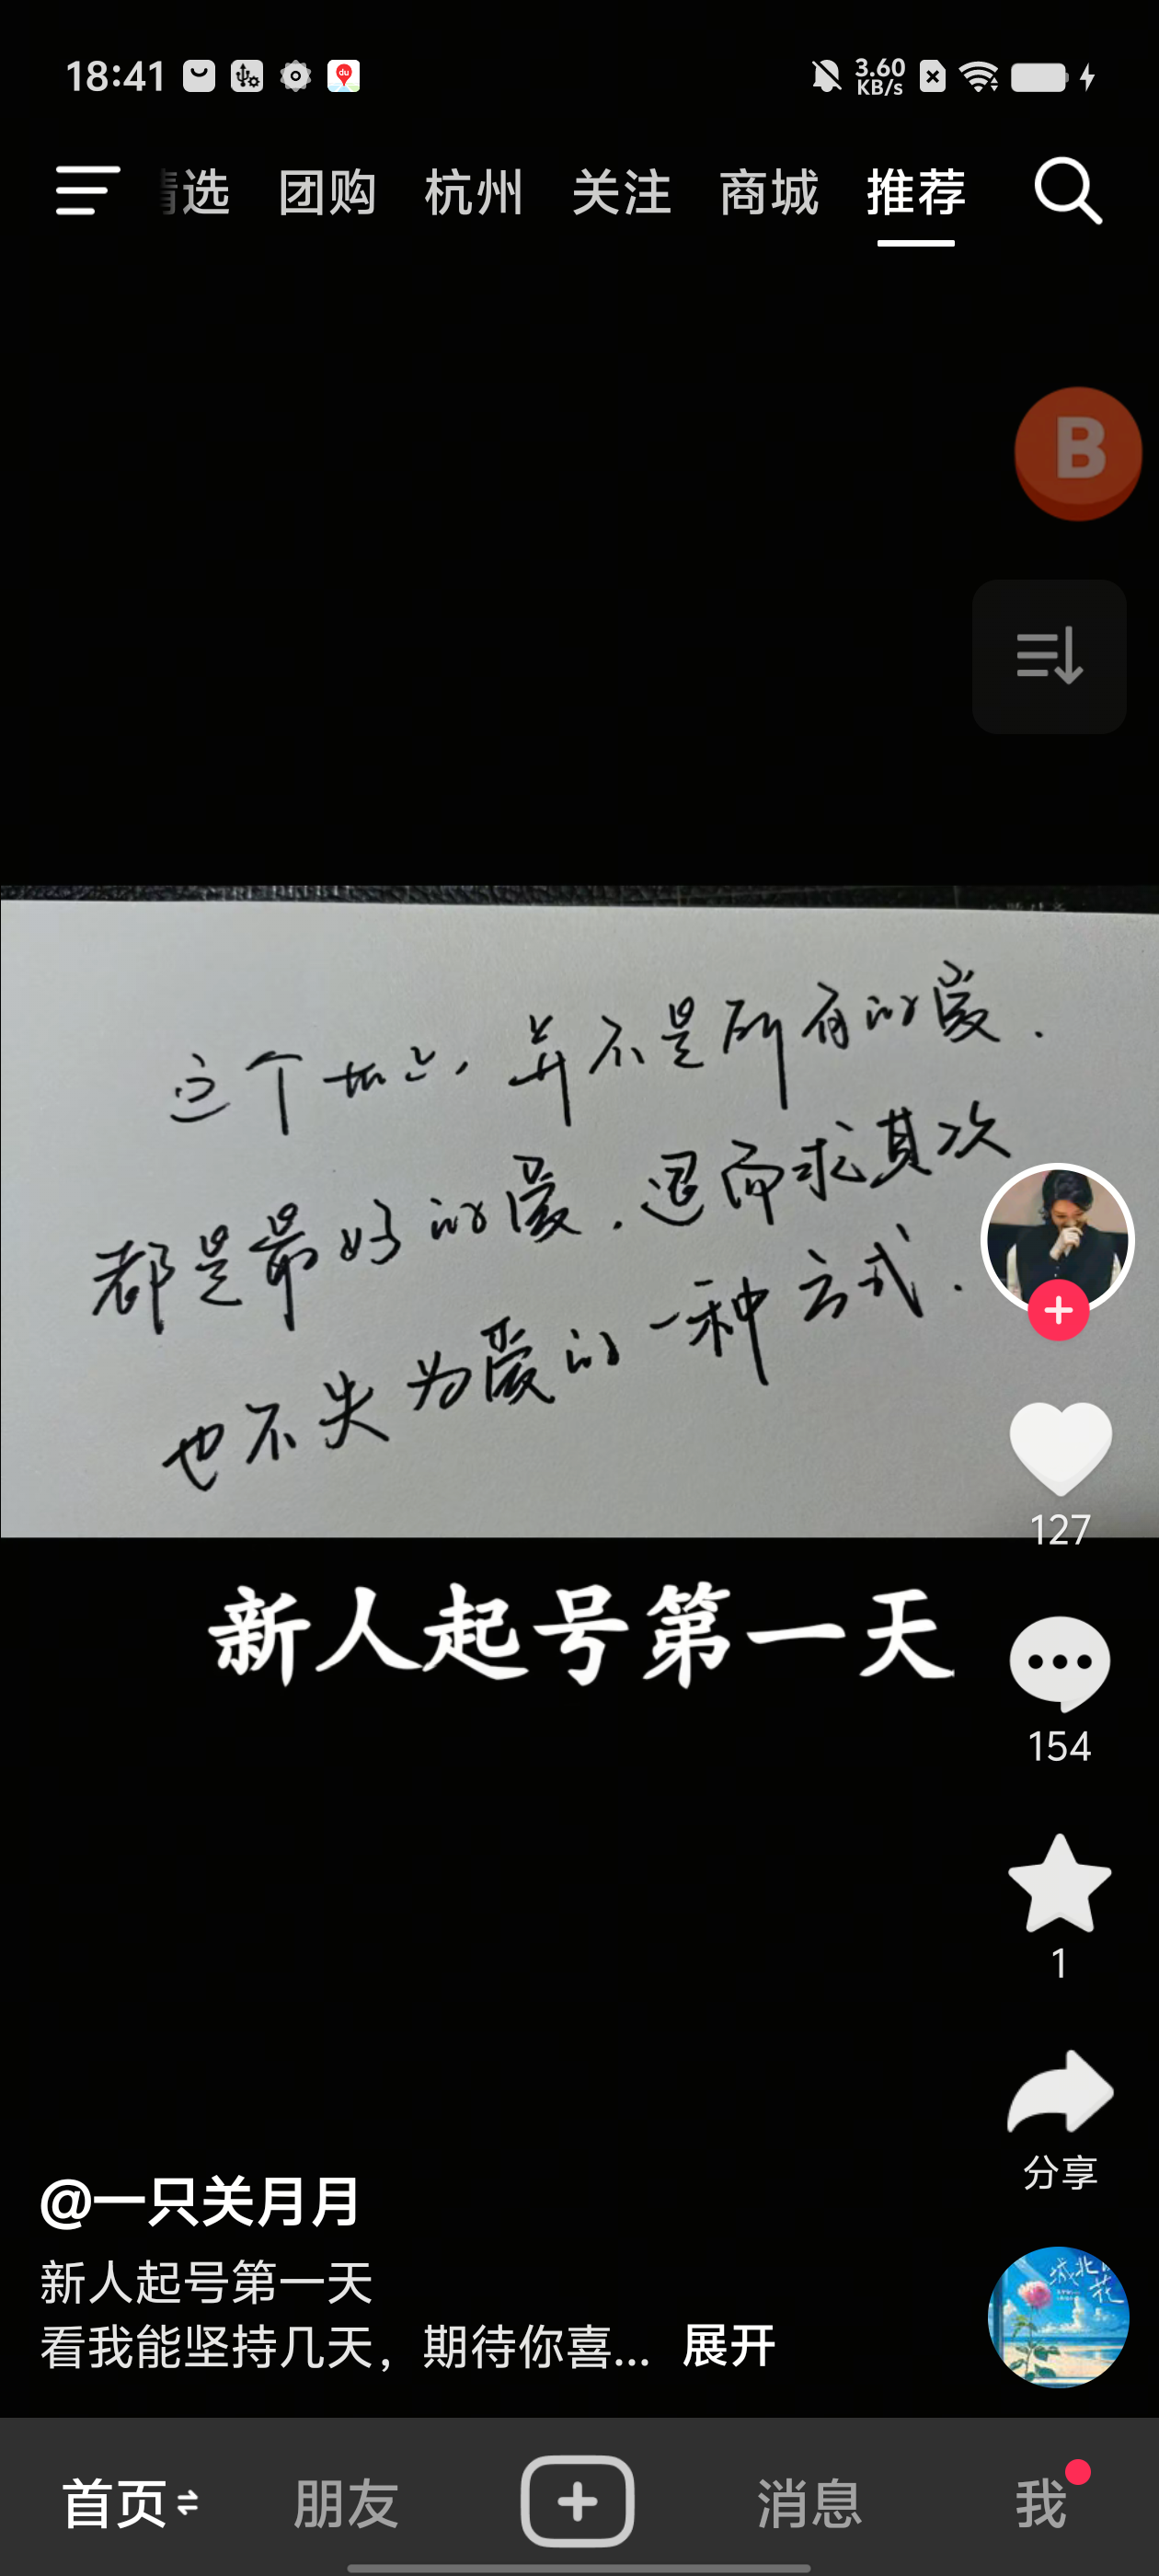 18:41
3.60
KB/s
选 团购 杭州 关注 商城 推荐
B
这个世上,并不是所有的爱.
都是最好的爱.退而求其次
也不失为爱的一种方式.
新人起号第一天
127
154
1
分享
@一只关月月
新人起号第一天
看我能坚持几天，期待你喜... 展开
城北
花
首页 朋友 消息 我